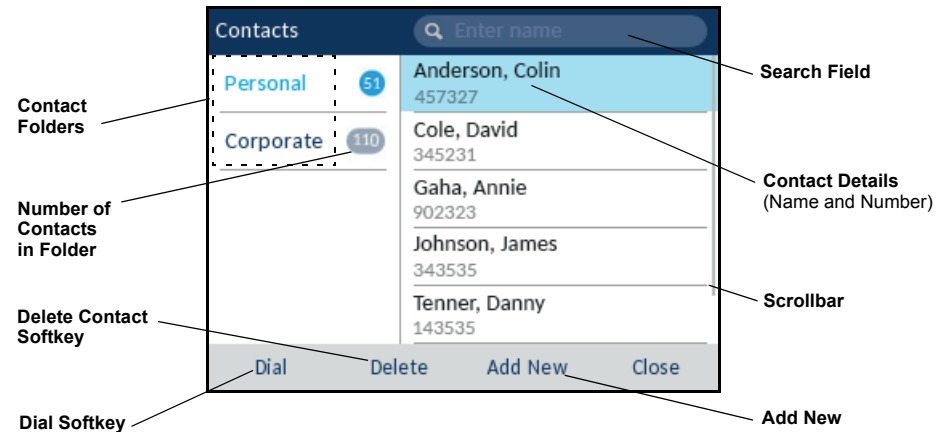 Contacts
Enter name
Search Field
Personal
51
Anderson, Colin
457327
Contact
Folders
Corporate
110
Cole, David
345231
Gaha, Annie
902323
Contact Details
(Name and Number)
Number of
Contacts
in Folder
Johnson, James
343535
Scrollbar
Tenner, Danny
143535
Delete Contact
Softkey
Dial
Delete
Add New
Close
Dial Softkey
Add New